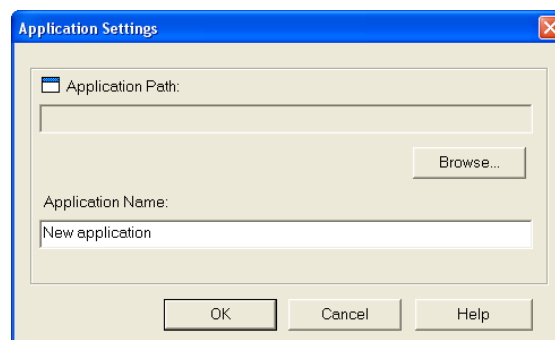 Application Settings
Application Path:
Browse...
Application Name:
New application
OK Cancel Help